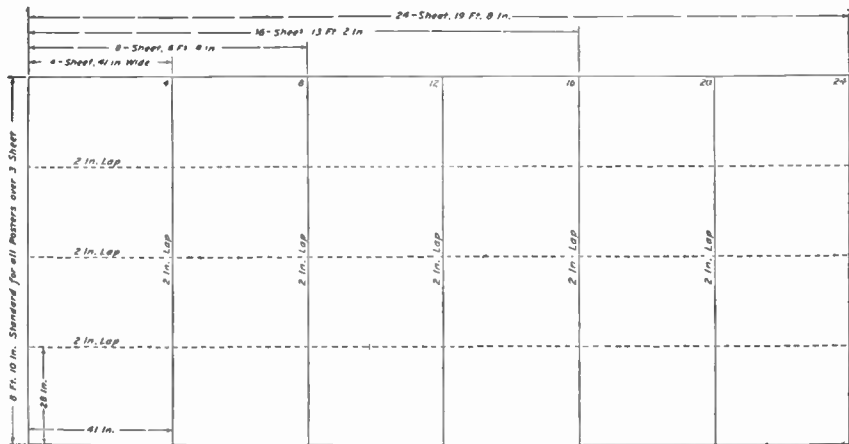 24-Sheet, 19 Ft. 8 In.
16-Sheet 13 Ft 2 In
8-Sheet, 6 Ft 8 In
4-Sheet, 41 in Wide
4
8
12
16
20
24
8 Ft. 10 In. Standard for all Posters over 3 Sheet
2 In. Lap
2 In. Lap
2 In. Lap
2 In. Lap
2 In. Lap
2 In. Lap
2 In. Lap
2 In. Lap
28 In.
41 In.